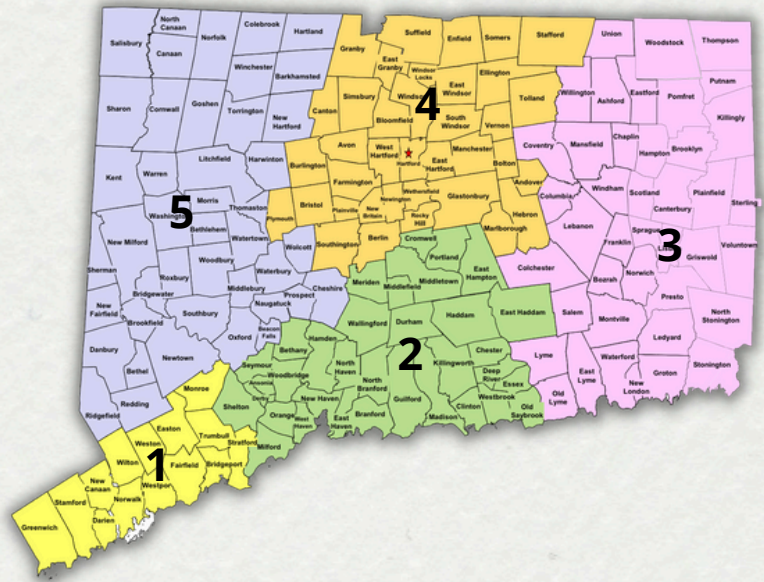 North
Canaan
Colebrook
Hartland
Salisbury
Norfolk
Canaan
Winchester
Barkhamsted
Sharon
Cornwall
Goshen
Torrington
New
Hartford
Kent
Warren
Litchfield
Harwinton
Morris
Washington
5
Bethlehem
Thomaston
Watertown
New Milford
Woodbury
Wolcott
Sherman
Roxbury
Waterbury
Bridgewater
Middlebury
Prospect
Cheshire
Naugatuck
New
Fairfield
Brookfield
Southbury
Oxford
Beacon
Falls
Danbury
Newtown
Bethel
Redding
Ridgefield
Suffield
Enfield
Somers
Stafford
Granby
East
Granby
Windsor
Locks
East
Windsor
Ellington
Simsbury
Windsor
4
Tolland
Canton
Bloomfield
South
Windsor
Vernon
Avon
West
Hartford
Hartford
East
Hartford
Manchester
Bolton
Burlington
Farmington
Wethersfield
Newington
Glastonbury
Andover
Bristol
Plainville
New
Britain
Rocky
Hill
Hebron
Plymouth
Southington
Berlin
Marlborough
Union
Woodstock
Thompson
Willington
Ashford
Eastford
Pomfret
Putnam
Killingly
Coventry
Mansfield
Chaplin
Hampton
Brooklyn
Columbia
Windham
Scotland
Plainfield
Sterling
Canterbury
Lebanon
Franklin
Sprague
3
Griswold
Voluntown
Colchester
Bozrah
Norwich
Presto
Salem
Montville
North
Stonington
Ledyard
Lyme
East
Lyme
Waterford
Groton
Stonington
New
London
Old
Lyme
Cromwell
Portland
East
Hampton
Meriden
Middlefield
Middletown
Haddam
East Haddam
Wallingford
Durham
2
Chester
Hamden
Bethany
Killingworth
Deep
River
Essex
Seymour
Woodbridge
North
Haven
North
Branford
Westbrook
Ansonia
Derby
New Haven
Guilford
Clinton
Old
Saybrook
Shelton
Orange
West
Haven
East
Haven
Branford
Madison
Milford
Monroe
Easton
Trumbull
Stratford
Weston
Wilton
1
Fairfield
Bridgeport
Westpor
New
Canaan
Norwalk
Stamford
Darien
Greenwich